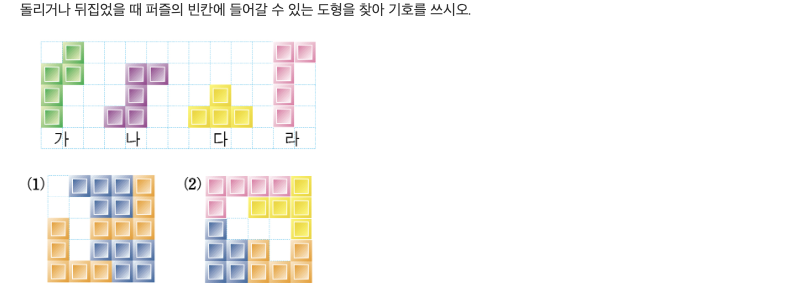 돌리거나 뒤집었을 때 퍼즐의 빈칸에 들어갈 수 있는 도형을 찾아 기호를 쓰시오.
가 나 다 라
(1) (2)